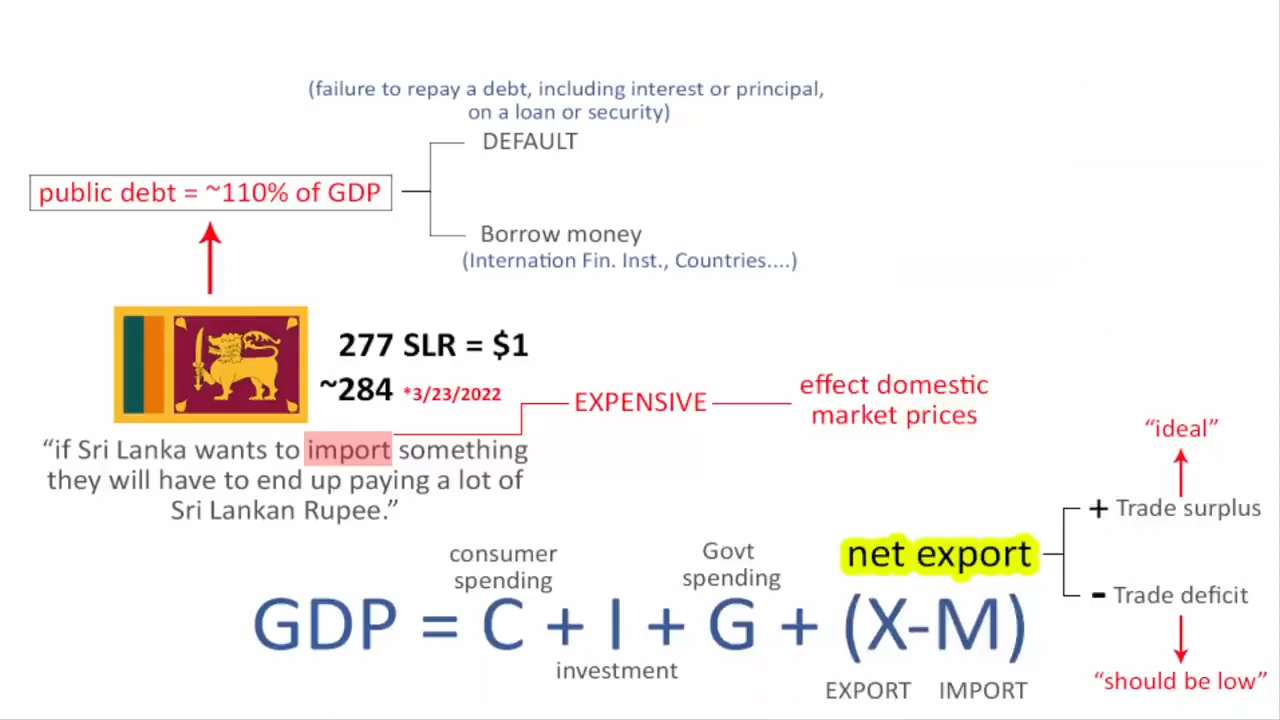 (failure to repay a debt, including interest or principal,
on a loan or security)
DEFAULT
public debt = ~110% of GDP
Borrow money
(Internation Fin. Inst., Countries....)
277 SLR = $1
~284 *3/23/2022
EXPENSIVE
effect domestic
market prices
“if Sri Lanka wants to import something
they will have to end up paying a lot of
Sri Lankan Rupee.”
“ideal”
+ Trade surplus
net export
- Trade deficit
“should be low”
consumer
spending
Govt
spending
GDP = C + I + G + (X-M)
investment
EXPORT IMPORT